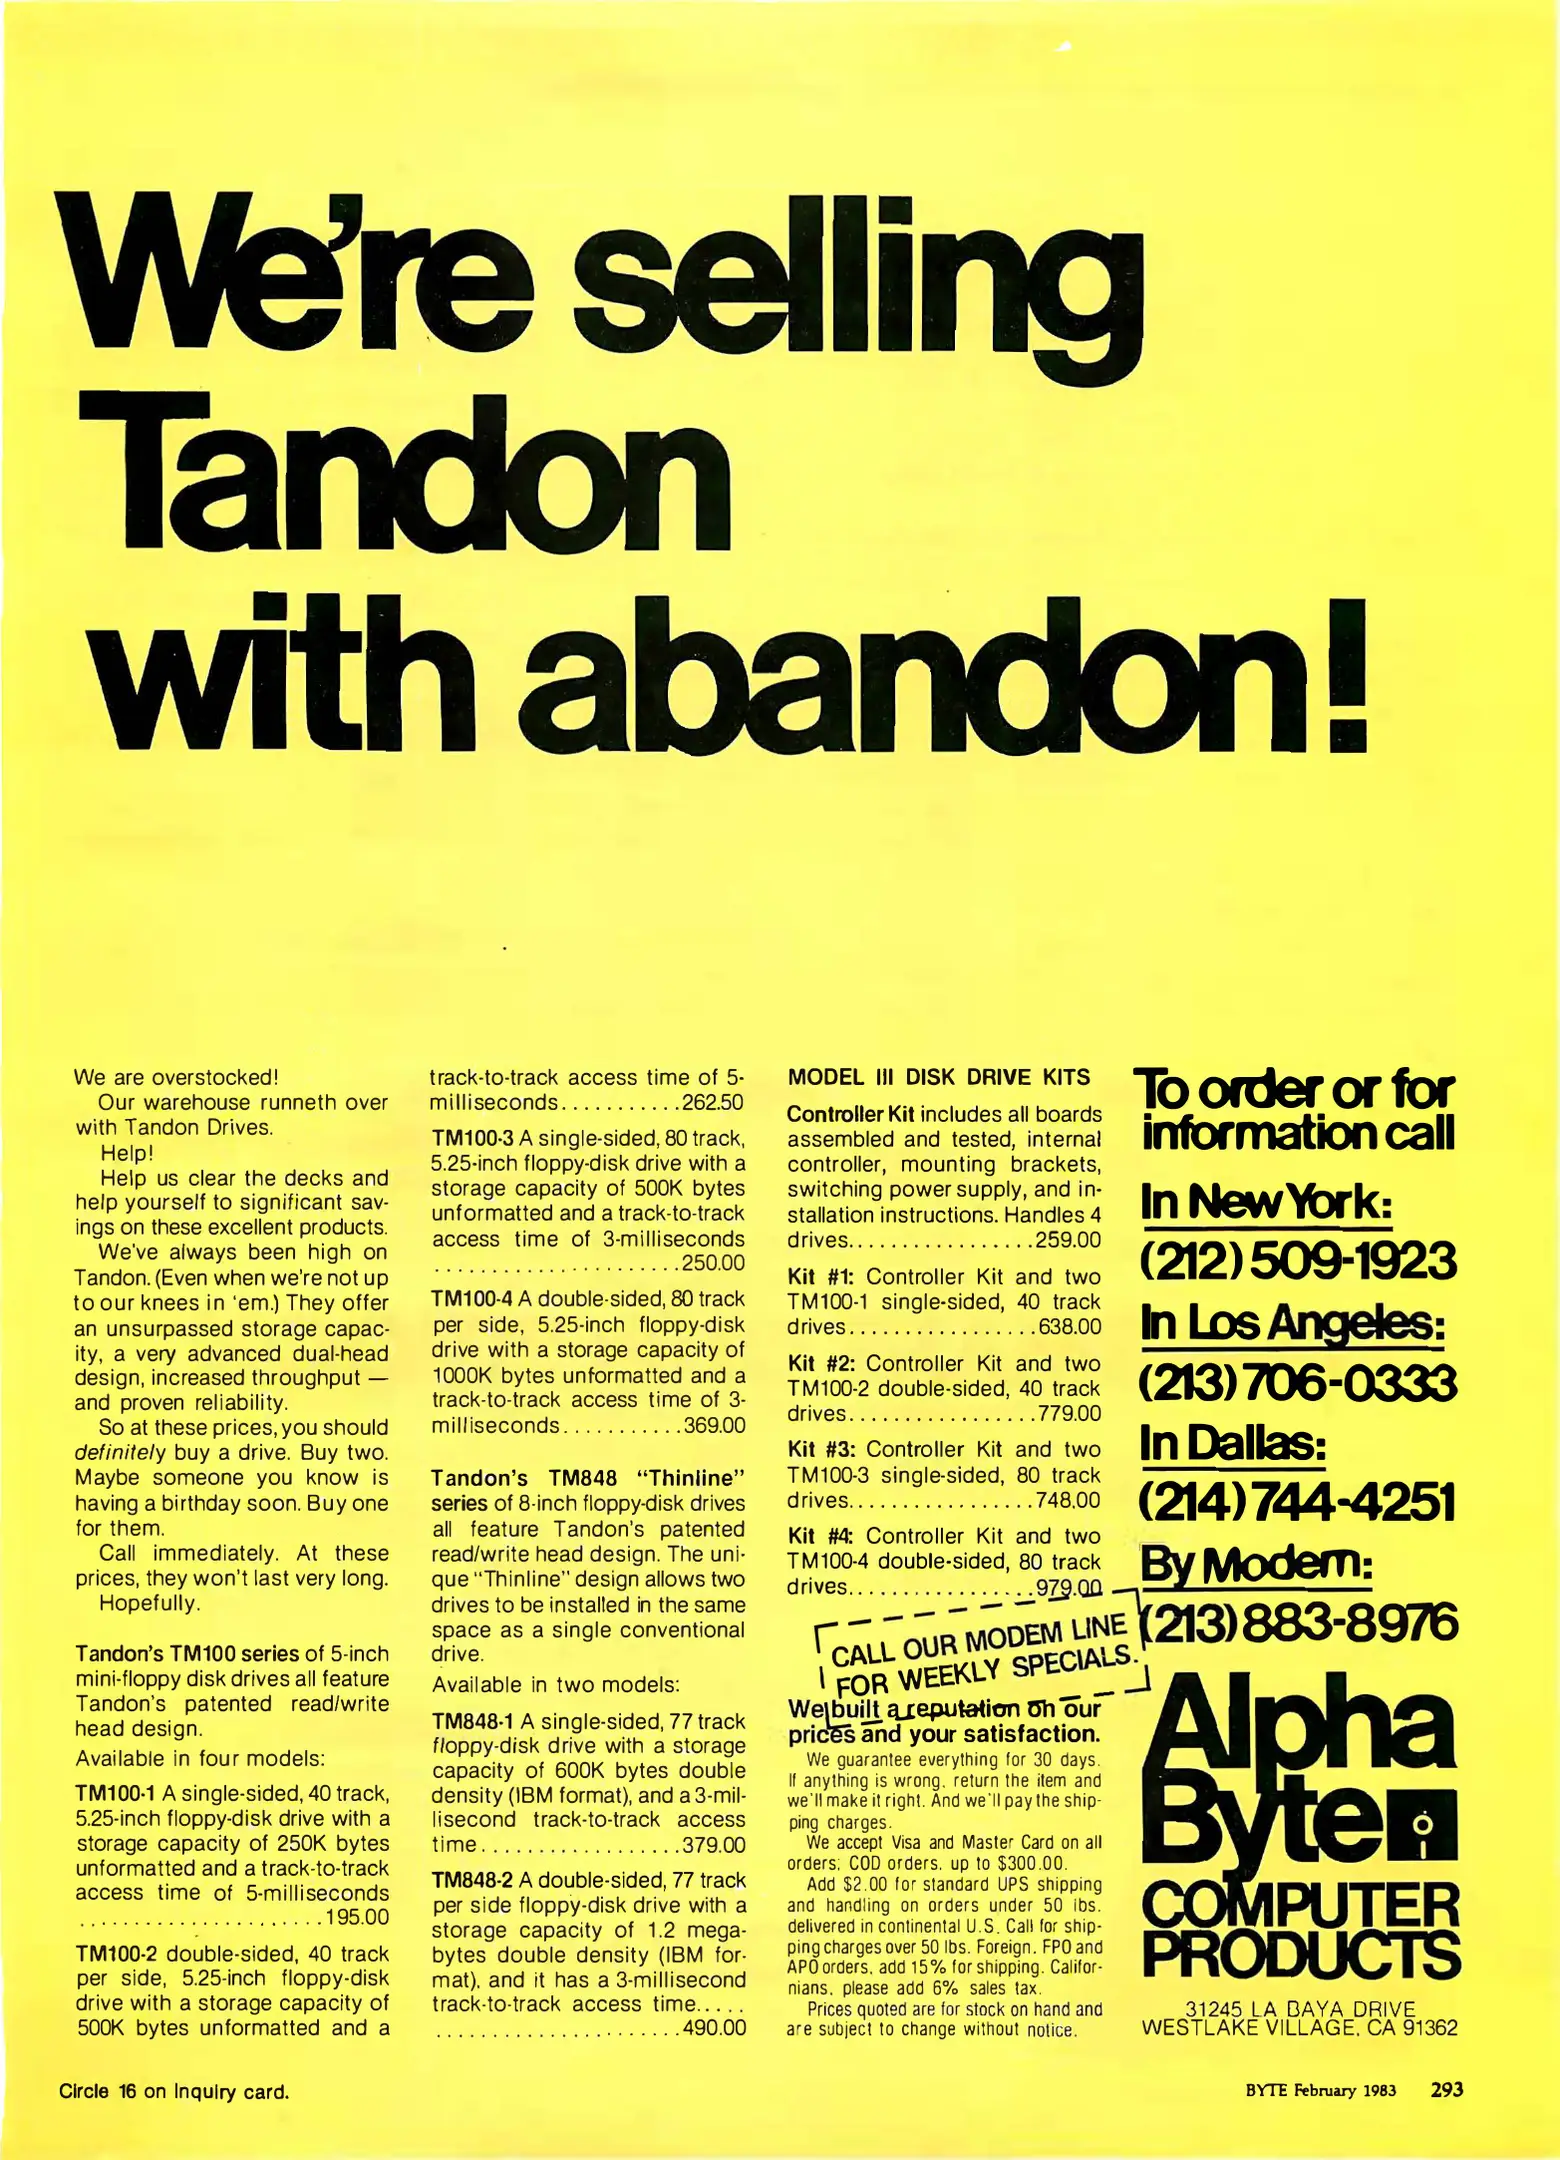 We're selling
Tandon
with abandon!
We are overstocked!
Our warehouse runneth over
with Tandon Drives.
Help!
Help us clear the decks and
help yourself to significant sav-
ings on these excellent products.
We've always been high on
Tandon. (Even when we're not up
to our knees in 'em.) They offer
an unsurpassed storage capac-
ity, a very advanced dual-head
design, increased throughput —
and proven reliability.
So at these prices, you should
definitely buy a drive. Buy two.
Maybe someone you know is
having a birthday soon. Buy one
for them.
Call immediately. At these
prices, they won't last very long.
Hopefully.
Tandon's TM100 series of 5-inch
mini-floppy disk drives all feature
Tandon's patented read/write
head design.
Available in four models:
TM100-1 A single-sided, 40 track,
5.25-inch floppy-disk drive with a
storage capacity of 250K bytes
unformatted and a track-to-track
access time of 5-milliseconds
......................195.00
TM100-2 double-sided, 40 track
per side, 5.25-inch floppy-disk
drive with a storage capacity of
500K bytes unformatted and a
track-to-track access time of 5-
milliseconds...........262.50
TM100-3 A single-sided, 80 track,
5.25-inch floppy-disk drive with a
storage capacity of 500K bytes
unformatted and a track-to-track
access time of 3-milliseconds
......................250.00
TM100-4 A double-sided, 80 track
per side, 5.25-inch floppy-disk
drive with a storage capacity of
1000K bytes unformatted and a
track-to-track access time of 3-
milliseconds...........369.00
Tandon's TM848 "Thinline"
series of 8-inch floppy-disk drives
all feature Tandon's patented
read/write head design. The uni-
que "Thinline" design allows two
drives to be installed in the same
space as a single conventional
drive.
Available in two models:
TM848-1 A single-sided, 77 track
floppy-disk drive with a storage
capacity of 600K bytes double
density (IBM format), and a 3-mil-
lisecond track-to-track access
time..................379.00
TM848-2 A double-sided, 77 track
per side floppy-disk drive with a
storage capacity of 1.2 mega-
bytes double density (IBM for-
mat), and it has a 3-millisecond
track-to-track access time.....
......................490.00
MODEL III DISK DRIVE KITS
Controller Kit includes all boards
assembled and tested, internal
controller, mounting brackets,
switching power supply, and in-
stallation instructions. Handles 4
drives.................259.00
Kit #1: Controller Kit and two
TM100-1 single-sided, 40 track
drives.................638.00
Kit #2: Controller Kit and two
TM100-2 double-sided, 40 track
drives.................779.00
Kit #3: Controller Kit and two
TM100-3 single-sided, 80 track
drives.................748.00
Kit #4: Controller Kit and two
TM100-4 double-sided, 80 track
drives.................979.00
CALL OUR MODEM LINE
FOR WEEKLY SPECIALS.
We built a reputation on our
prices and your satisfaction.
We guarantee everything for 30 days.
If anything is wrong, return the item and
we'll make it right. And we'll pay the ship-
ping charges.
We accept Visa and Master Card on all
orders; COD orders, up to $300.00.
Add $2.00 for standard UPS shipping
and handling on orders under 50 lbs.
delivered in continental U.S. Call for ship-
ping charges over 50 lbs. Foreign, FPO and
APO orders, add 15% for shipping. Califor-
nians, please add 6% sales tax.
Prices quoted are for stock on hand and
are subject to change without notice.
To order or for
information call
In New York:
(212) 509-1923
In Los Angeles:
(213) 706-0333
In Dallas:
(214) 744-4251
By Modem:
(213) 883-8976
Alpha
Byte
COMPUTER
PRODUCTS
31245 LA BAYA DRIVE
WESTLAKE VILLAGE, CA 91362
Circle 16 on Inquiry card.
BYTE February 1983 293